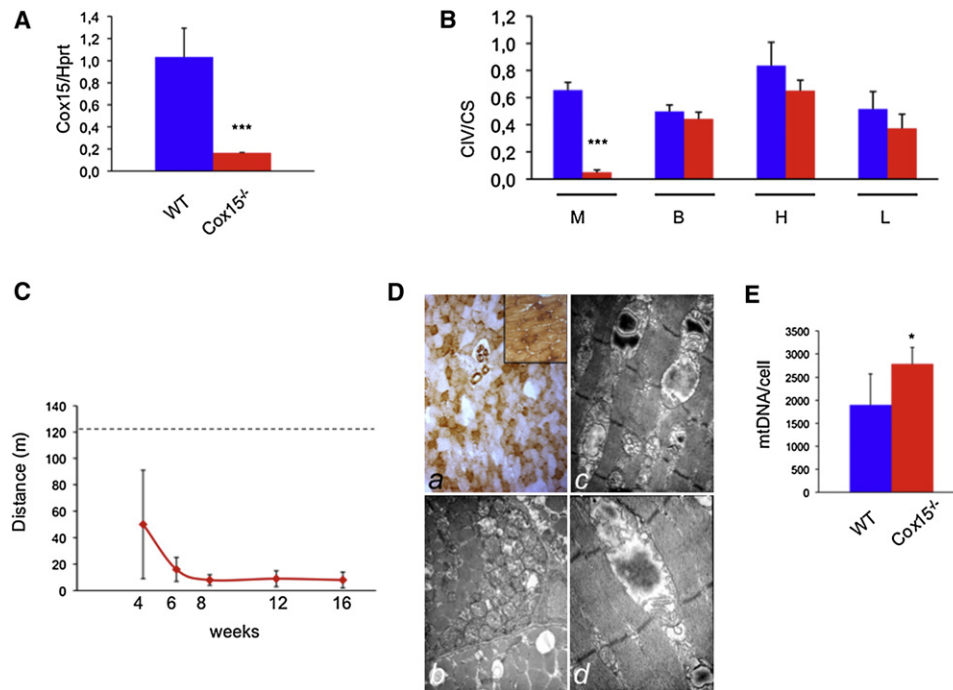 A
Cox15/Hprt
1,4
1,2
1,0
0,8
0,6
0,4
0,2
0,0
***
WT
Cox15-/-
B
CIV/CS
1,2
1,0
0,8
0,6
0,4
0,2
0,0
***
M
B
H
L
C
Distance (m)
140
120
100
80
60
40
20
0
4
6
8
12
16
weeks
D
a
c
b
d
E
mtDNA/cell
3500
3000
2500
2000
1500
1000
500
0
*
WT
Cox15-/-